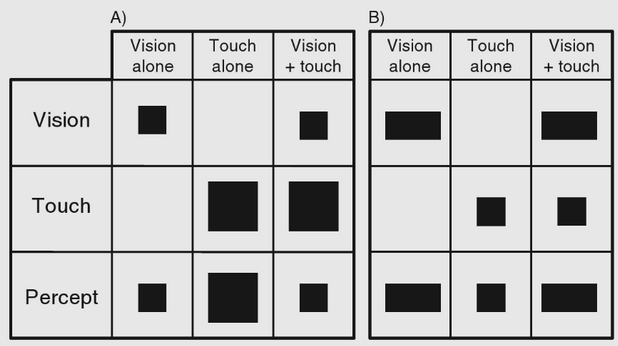 A)
B)
Vision
alone
Touch
alone
Vision
+ touch
Vision
alone
Touch
alone
Vision
+ touch
Vision
Touch
Percept